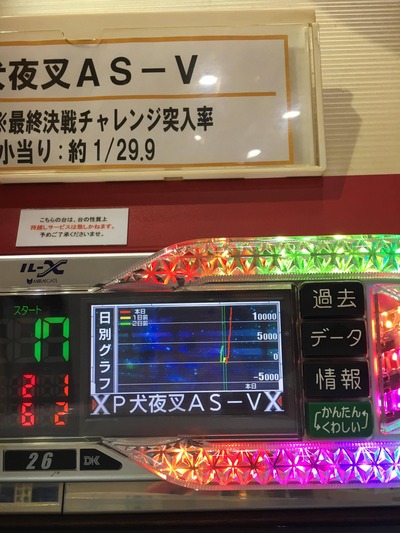 犬夜叉AS-V
※最終決戦チャレンジ突入率
小当り:約1/29.9
こちらの台は、台の性質上
持越しサービスは致しかねます。
予めご了承くださいませ。
IL-X
スタート
17
21
62
日別グラフ
本日
1日前
2日前
10000
5000
0
-5000
本日
XP犬夜叉AS-VX
過去
データ
情報
かんたん
くわしい
26
DK